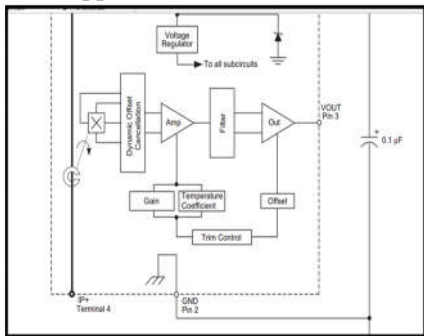 Voltage
Regulator
To all subcircuits
Dynamic Offset
Cancellation
Amp
Filter
Out
VOUT
Pin 3
+
0.1 µF
Gain
Temperature
Coefficient
Offset
Trim Control
IP+
Terminal 4
GND
Pin 2